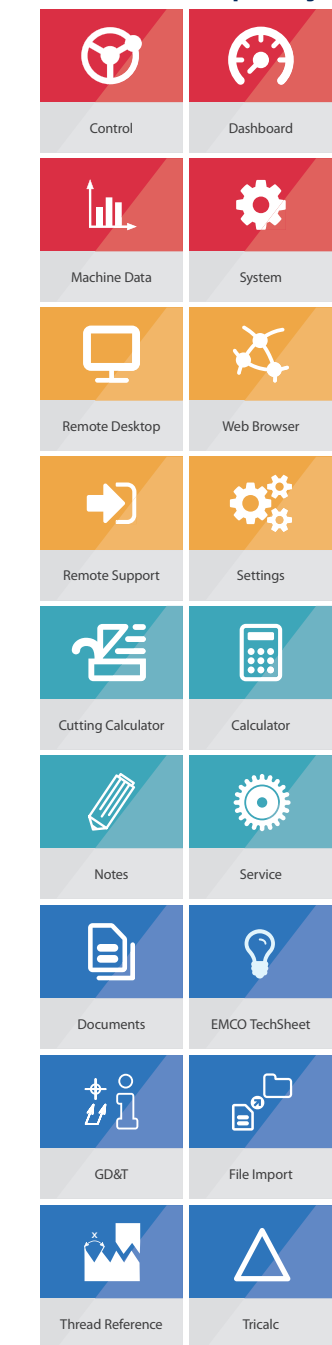 Control
Dashboard
Machine Data
System
Remote Desktop
Web Browser
Remote Support
Settings
Cutting Calculator
Calculator
Notes
Service
Documents
EMCO TechSheet
GD&T
File Import
x
Thread Reference
Tricalc